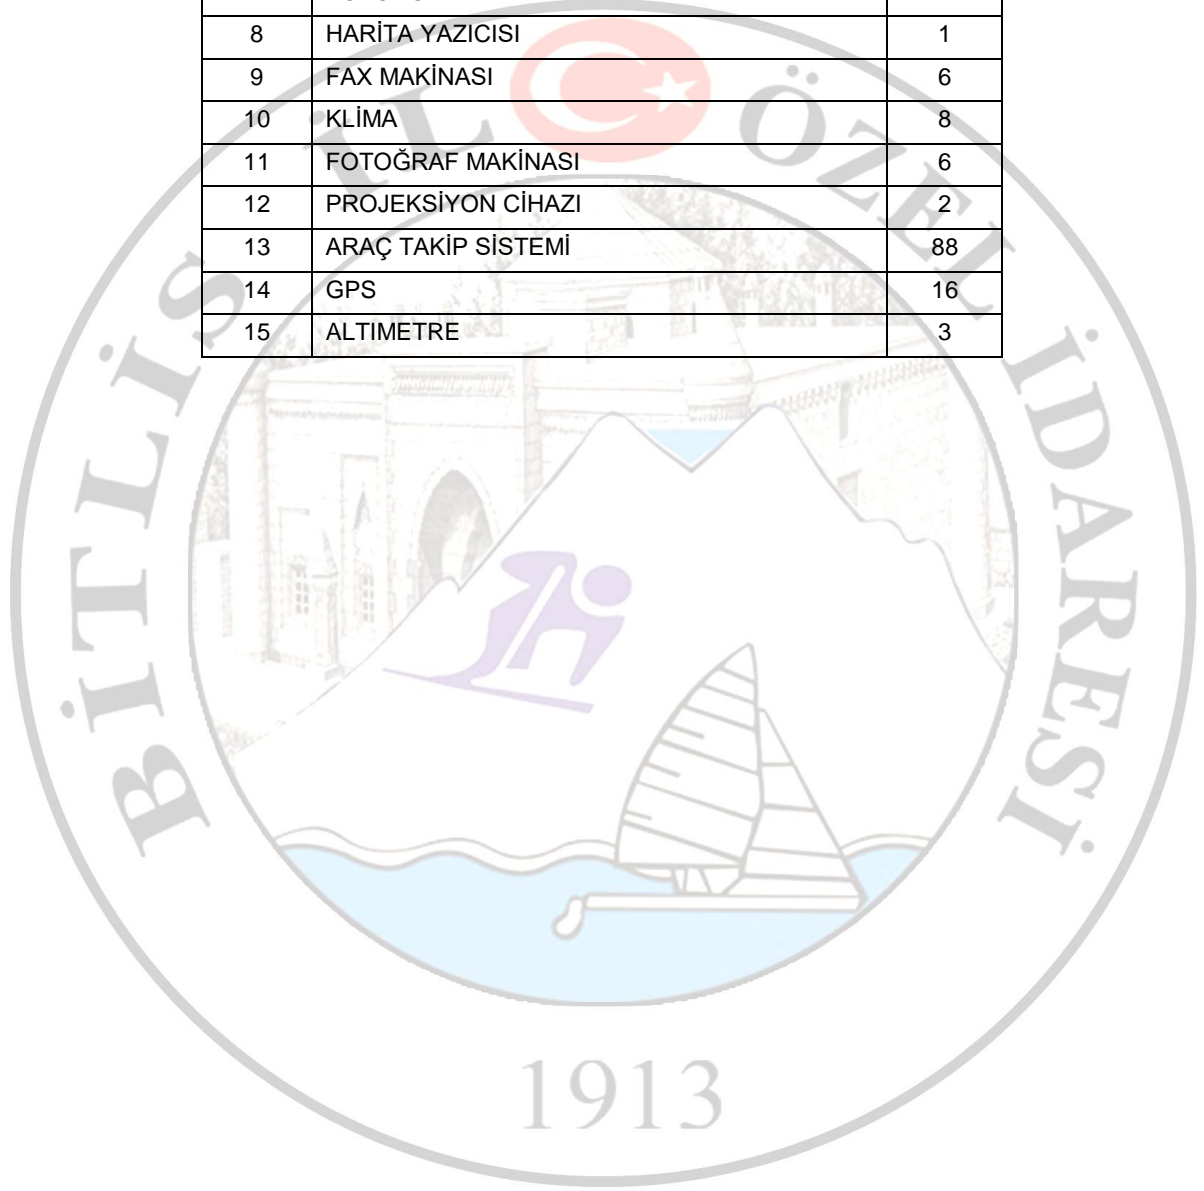 8 HARİTA YAZICISI 1
9 FAX MAKİNASI 6
10 KLİMA 8
11 FOTOĞRAF MAKİNASI 6
12 PROJEKSİYON CİHAZI 2
13 ARAÇ TAKİP SİSTEMİ 88
14 GPS 16
15 ALTIMETRE 3
BİTLİS İL ÖZEL İDARESİ
1913